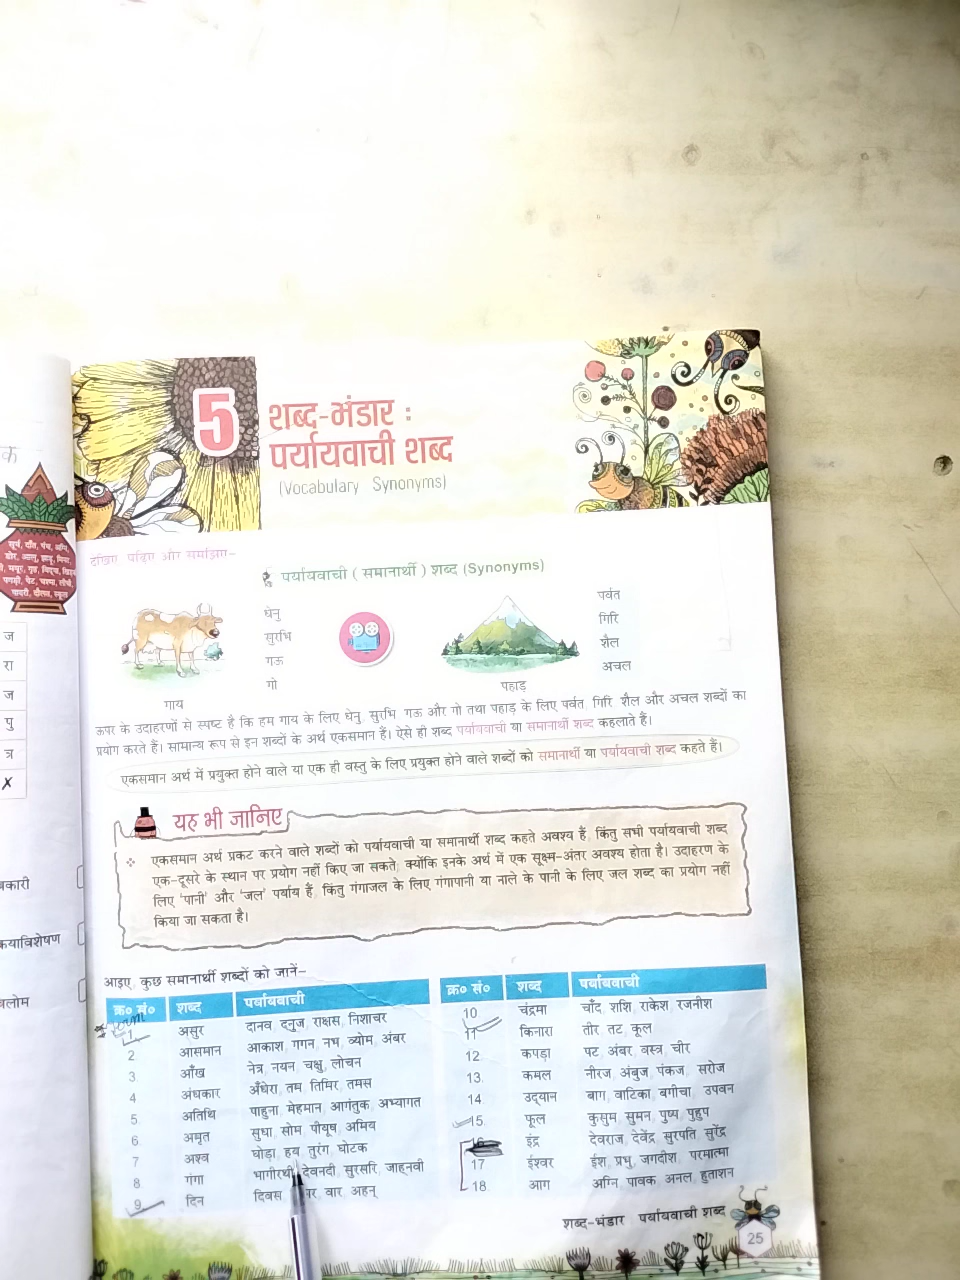 क
सूर्य, दाँत, गंध, अग्नि,
ज
रा
ज
पु
त्र
✗
कारी
क्रियाविशेषण
विलोम
5
शब्द-भंडार :
पर्यायवाची शब्द
(Vocabulary Synonyms)
देखिए, पढ़िए और समझिए–
पर्यायवाची ( समानार्थी ) शब्द (Synonyms)
धेनु
सुरभि
गऊ
गो
गाय
पर्वत
गिरि
शैल
अचल
पहाड़
ऊपर के उदाहरणों से स्पष्ट है कि हम गाय के लिए धेनु, सुरभि, गऊ और गो तथा पहाड़ के लिए पर्वत, गिरि, शैल और अचल शब्दों का
प्रयोग करते हैं। सामान्य रूप से इन शब्दों के अर्थ एकसमान हैं। ऐसे ही शब्द पर्यायवाची या समानार्थी शब्द कहलाते हैं।
एकसमान अर्थ में प्रयुक्त होने वाले या एक ही वस्तु के लिए प्रयुक्त होने वाले शब्दों को समानार्थी या पर्यायवाची शब्द कहते हैं।
यह भी जानिए
एकसमान अर्थ प्रकट करने वाले शब्दों को पर्यायवाची या समानार्थी शब्द कहते अवश्य हैं, किंतु सभी पर्यायवाची शब्द
एक-दूसरे के स्थान पर प्रयोग नहीं किए जा सकते, क्योंकि इनके अर्थ में एक सूक्ष्म-अंतर अवश्य होता है। उदाहरण के
लिए 'पानी' और 'जल' पर्याय हैं, किंतु गंगाजल के लिए गंगापानी या नाले के पानी के लिए जल शब्द का प्रयोग नहीं
किया जा सकता है।
आइए, कुछ समानार्थी शब्दों को जानें–
क्र० सं० शब्द पर्यायवाची
1 असुर दानव, दनुज, राक्षस, निशाचर
2 आसमान आकाश, गगन, नभ, व्योम, अंबर
3 आँख नेत्र, नयन, चक्षु, लोचन
4 अंधकार अँधेरा, तम, तिमिर, तमस
5 अतिथि पाहुना, मेहमान, आगंतुक, अभ्यागत
6 अमृत सुधा, सोम, पीयूष, अमिय
7 अश्व घोड़ा, हय, तुरंग, घोटक
8 गंगा भागीरथी, देवनदी, सुरसरि, जाह्नवी
9 दिन दिवस, वार, अहन्
क्र० सं० शब्द पर्यायवाची
10 चंद्रमा चाँद, शशि, राकेश, रजनीश
11 किनारा तीर, तट, कूल
12 कपड़ा पट, अंबर, वस्त्र, चीर
13 कमल नीरज, अंबुज, पंकज, सरोज
14 उद्यान बाग, वाटिका, बगीचा, उपवन
15 फूल कुसुम, सुमन, पुष्प, पुहुप
16 इंद्र देवराज, देवेंद्र, सुरपति, सुरेंद्र
17 ईश्वर ईश, प्रभु, जगदीश, परमात्मा
18 आग अग्नि, पावक, अनल, हुताशन
शब्द-भंडार पर्यायवाची शब्द
25